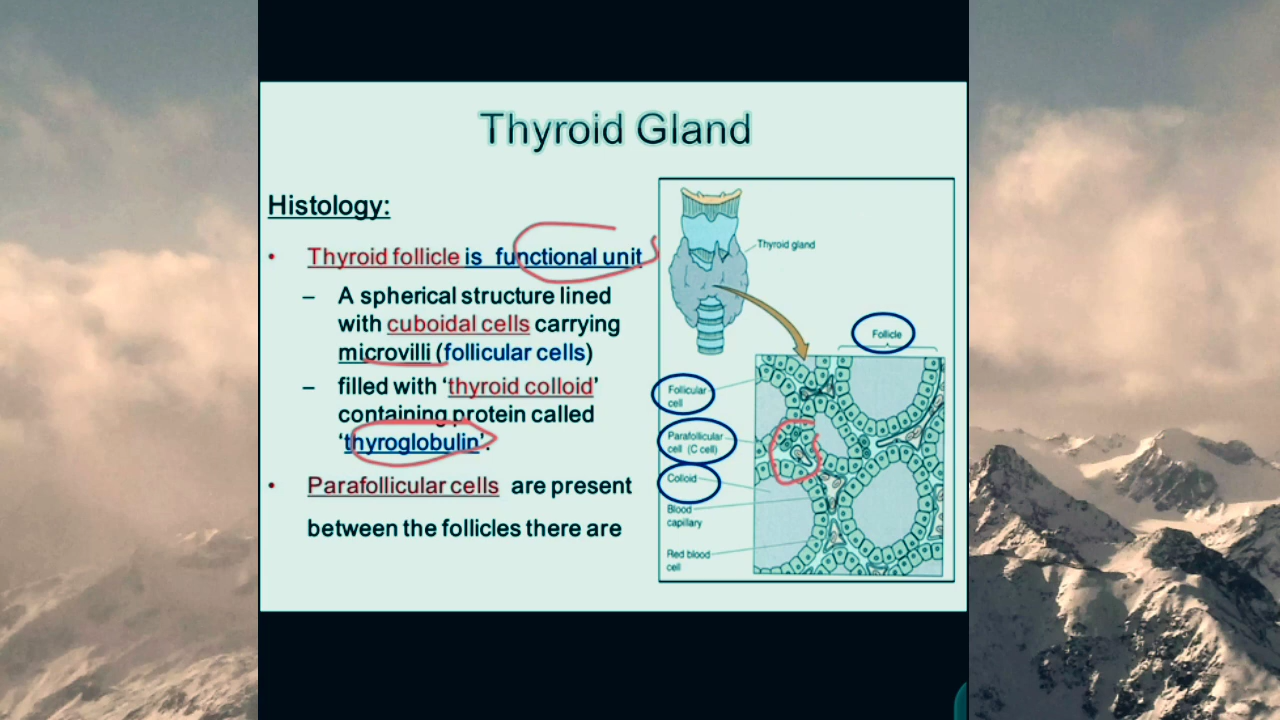 Thyroid Gland
Histology:
• Thyroid follicle is functional unit
– A spherical structure lined
with cuboidal cells carrying
microvilli (follicular cells)
– filled with ‘thyroid colloid’
containing protein called
‘thyroglobulin’.
• Parafollicular cells are present
between the follicles there are
Thyroid gland
Follicle
Follicular
cell
Parafollicular
cell (C cell)
Colloid
Blood
capillary
Red blood
cell